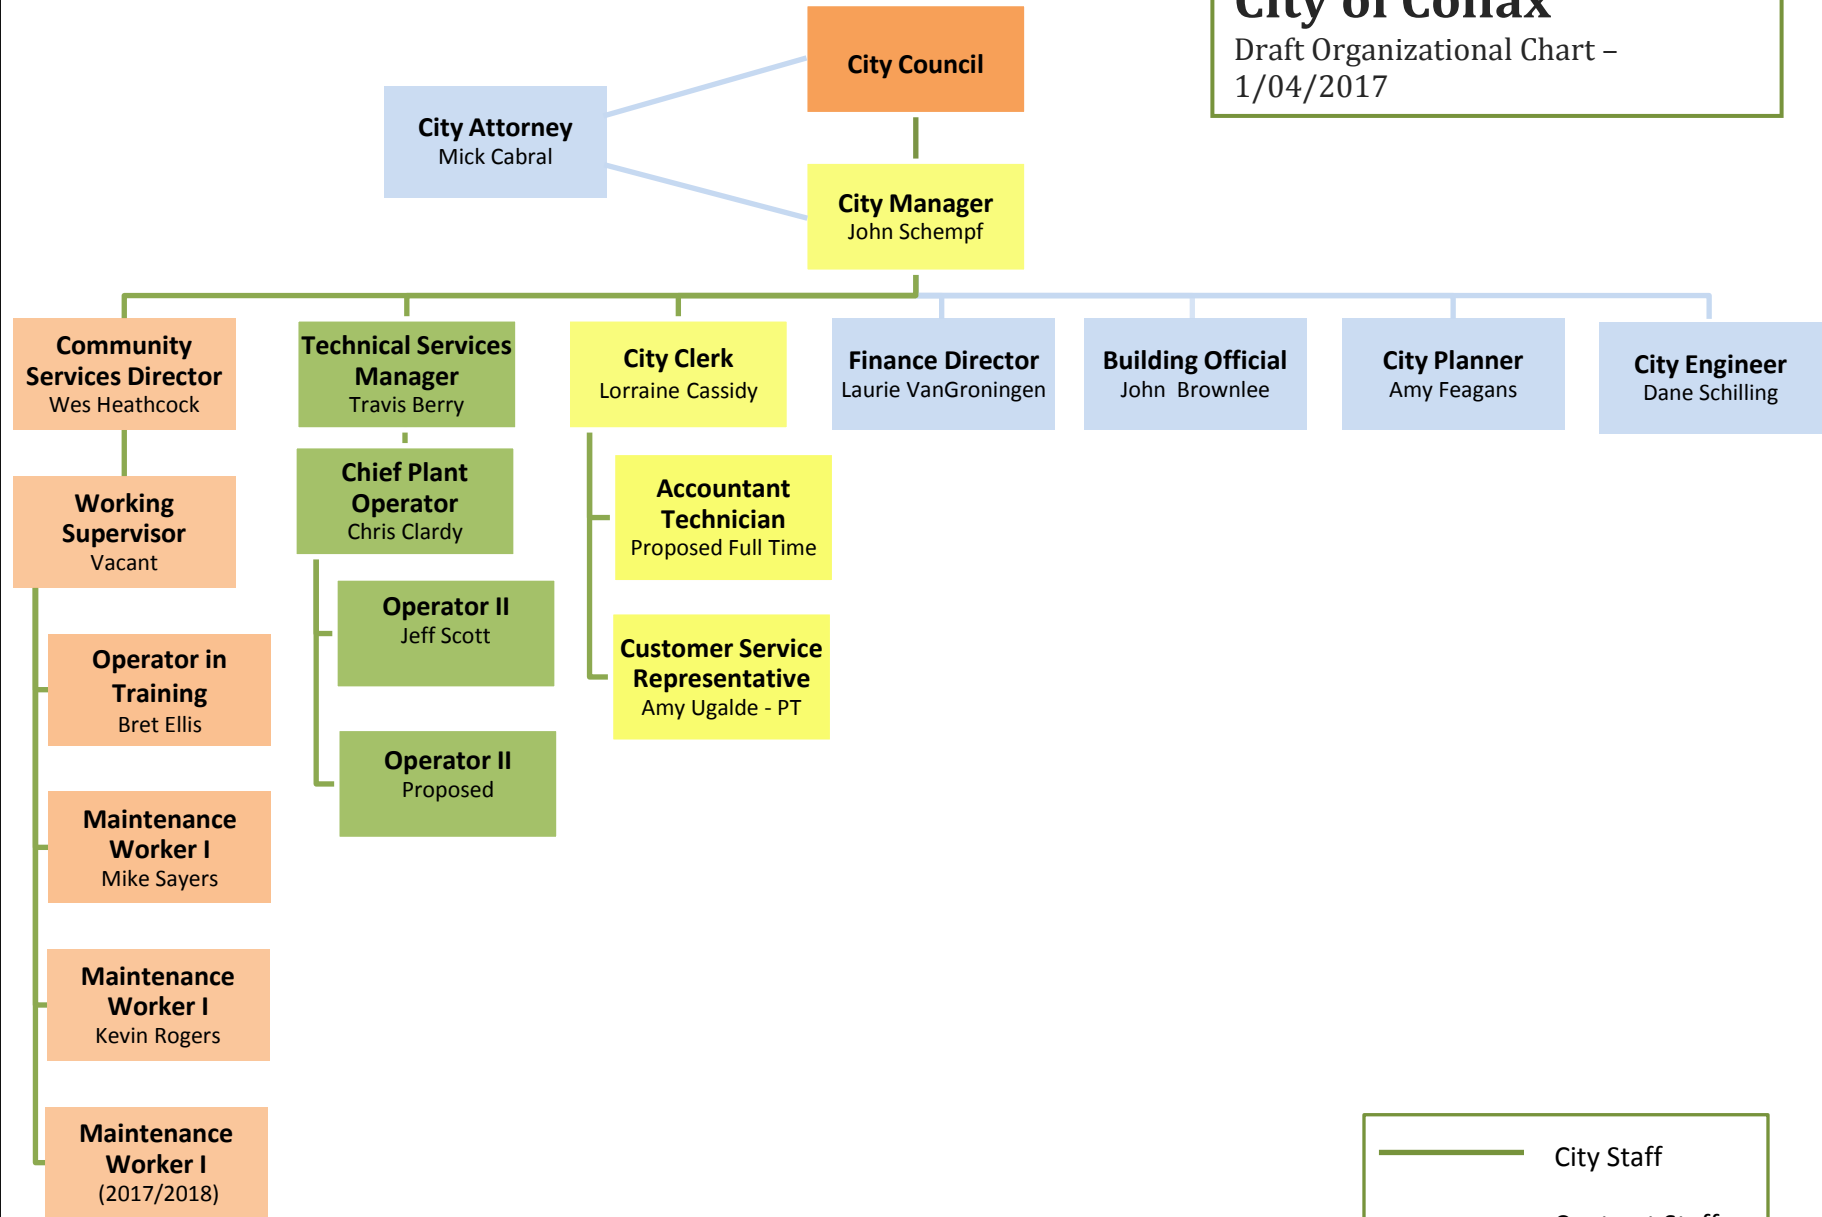 City of Colfax
Draft Organizational Chart –
1/04/2017
City Council
City Attorney
Mick Cabral
City Manager
John Schempf
Community
Services Director
Wes Heathcock
Technical Services
Manager
Travis Berry
City Clerk
Lorraine Cassidy
Finance Director
Laurie VanGroningen
Building Official
John Brownlee
City Planner
Amy Feagans
City Engineer
Dane Schilling
Working
Supervisor
Vacant
Chief Plant
Operator
Chris Clardy
Accountant
Technician
Proposed Full Time
Operator II
Jeff Scott
Customer Service
Representative
Amy Ugalde - PT
Operator in
Training
Bret Ellis
Operator II
Proposed
Maintenance
Worker I
Mike Sayers
Maintenance
Worker I
Kevin Rogers
Maintenance
Worker I
(2017/2018)
City Staff
Contract Staff